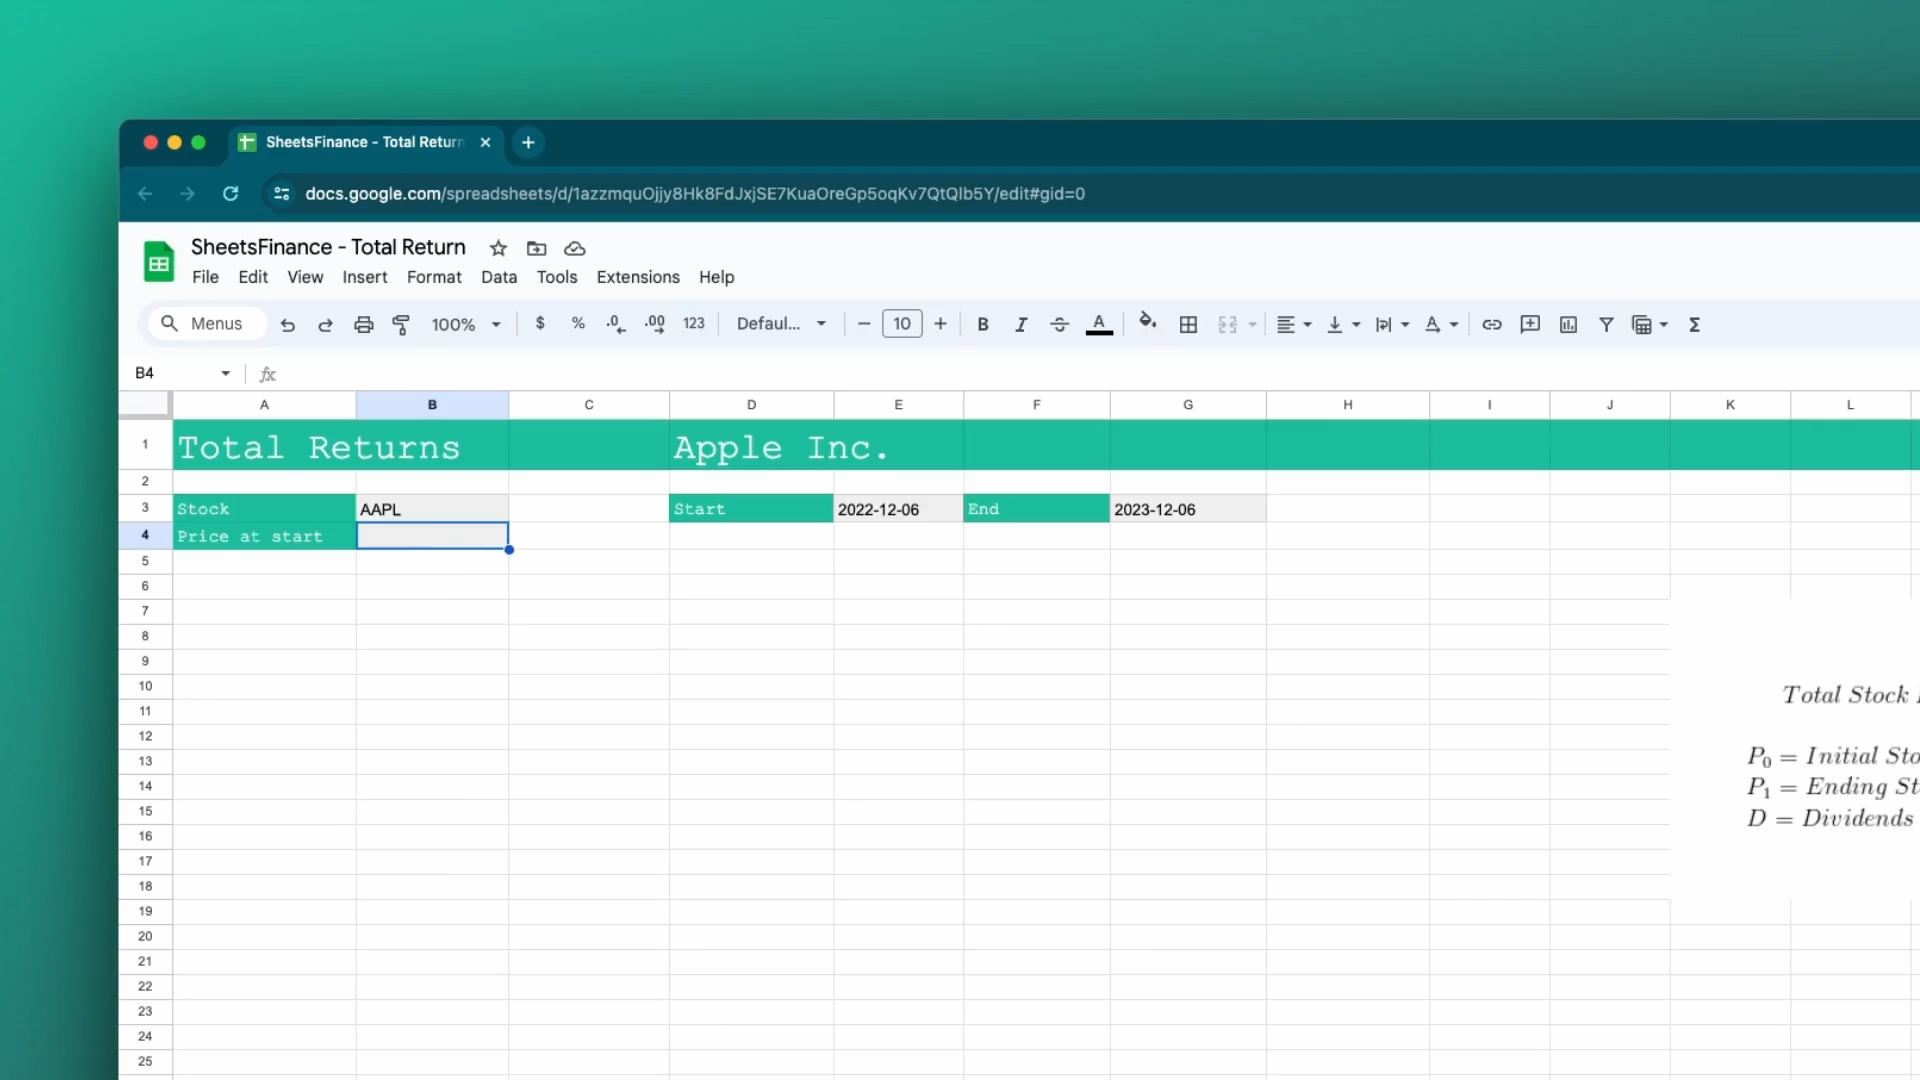 SheetsFinance - Total Return
docs.google.com/spreadsheets/d/1azzmquOjjy8Hk8FdJxjSE7KuaOreGp5oqKv7QtQlb5Y/edit#gid=0
SheetsFinance - Total Return
File Edit View Insert Format Data Tools Extensions Help
Menus 100% $ % .0 .00 123 Defaul... 10 B I A A Σ
B4 fx
A B C D E F G H I J K L
1 Total Returns Apple Inc.
2
3 Stock AAPL Start 2022-12-06 End 2023-12-06
4 Price at start
5
6
7
8
9
10
Total Stock
11
12
13
P₀ = Initial Sto
14
P₁ = Ending St
15
D = Dividends
16
17
18
19
20
21
22
23
24
25